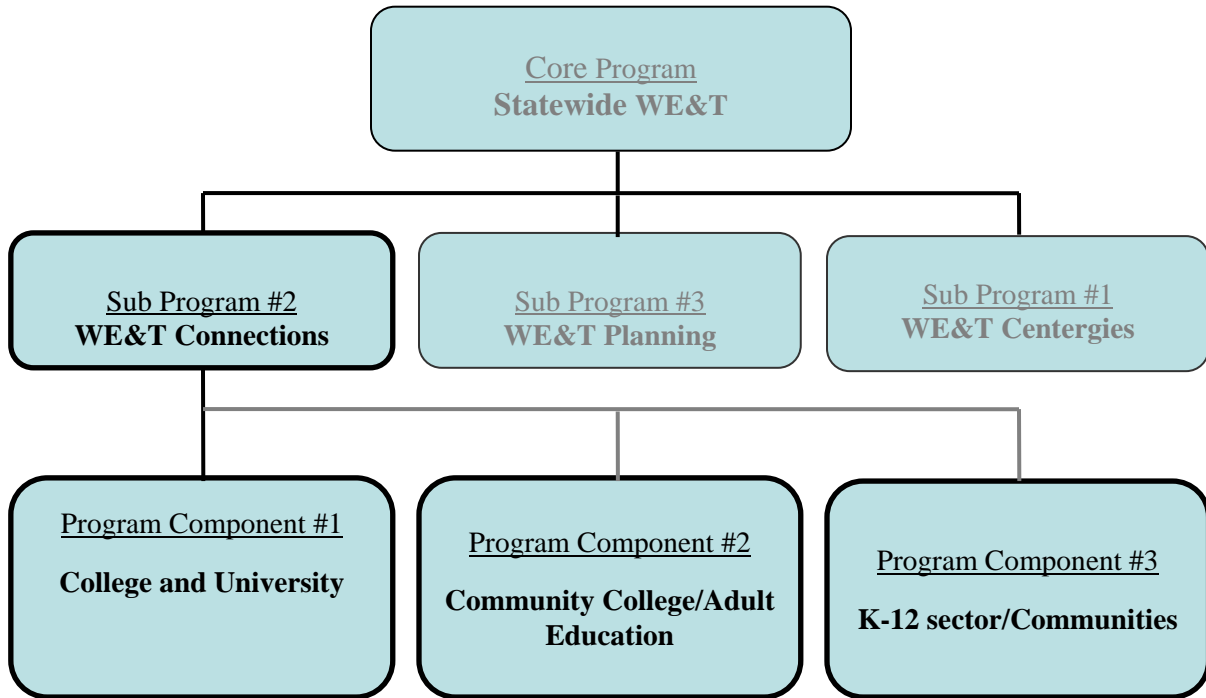 Core Program
Statewide WE&T
Sub Program #2
WE&T Connections
Sub Program #3
WE&T Planning
Sub Program #1
WE&T Centergies
Program Component #1
College and University
Program Component #2
Community College/Adult
Education
Program Component #3
K-12 sector/Communities